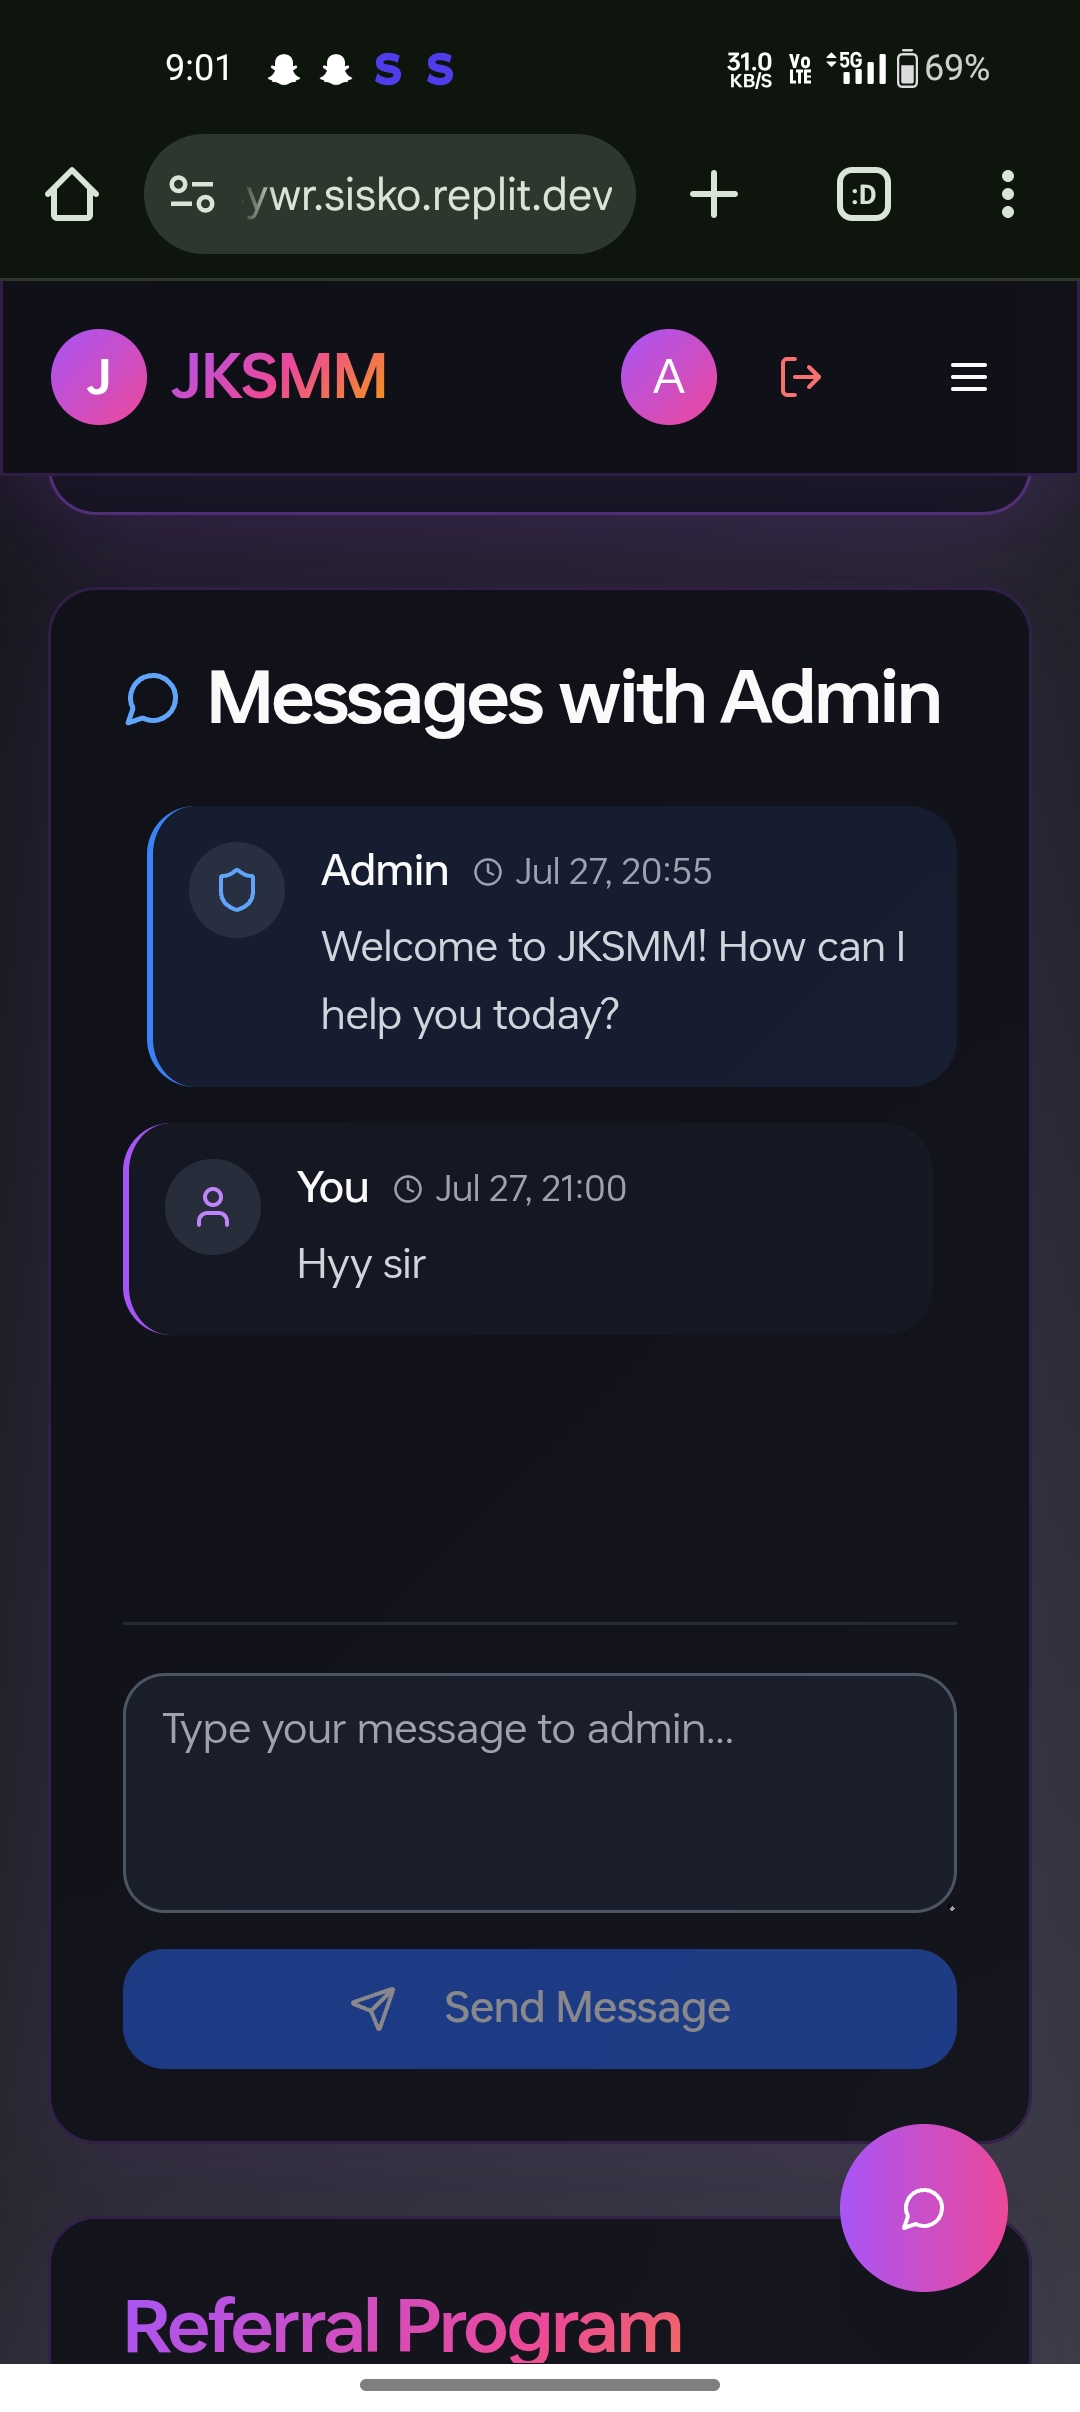 9:01 S S 31.0 KB/S Vo LTE 5G 69%
ywr.sisko.replit.dev :D
J JKSMM A
Messages with Admin
Admin Jul 27, 20:55
Welcome to JKSMM! How can I
help you today?
You Jul 27, 21:00
Hyy sir
Type your message to admin...
Send Message
Referral Program